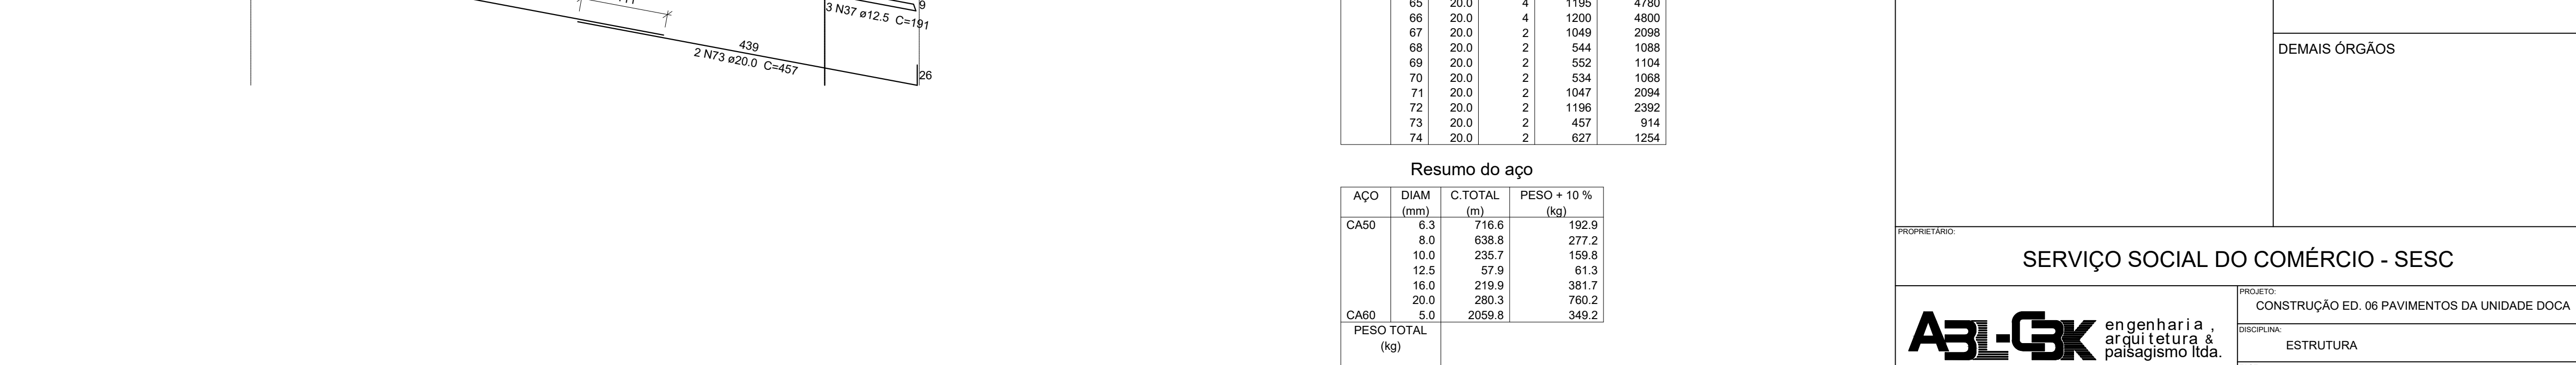 9
3 N37 ø12.5 C=191
439
2 N73 ø20.0 C=457
26
65 20.0 4 1195 4780
66 20.0 4 1200 4800
67 20.0 2 1049 2098
68 20.0 2 544 1088
69 20.0 2 552 1104
70 20.0 2 534 1068
71 20.0 2 1047 2094
72 20.0 2 1196 2392
73 20.0 2 457 914
74 20.0 2 627 1254
Resumo do aço
AÇO DIAM C.TOTAL PESO + 10 %
(mm) (m) (kg)
CA50 6.3 716.6 192.9
8.0 638.8 277.2
10.0 235.7 159.8
12.5 57.9 61.3
16.0 219.9 381.7
20.0 280.3 760.2
CA60 5.0 2059.8 349.2
PESO TOTAL
(kg)
DEMAIS ÓRGÃOS
PROPRIETÁRIO:
SERVIÇO SOCIAL DO COMÉRCIO - SESC
ABL-CBK
engenharia ,
arquitetura &
paisagismo ltda.
PROJETO:
CONSTRUÇÃO ED. 06 PAVIMENTOS DA UNIDADE DOCA
DISCIPLINA:
ESTRUTURA